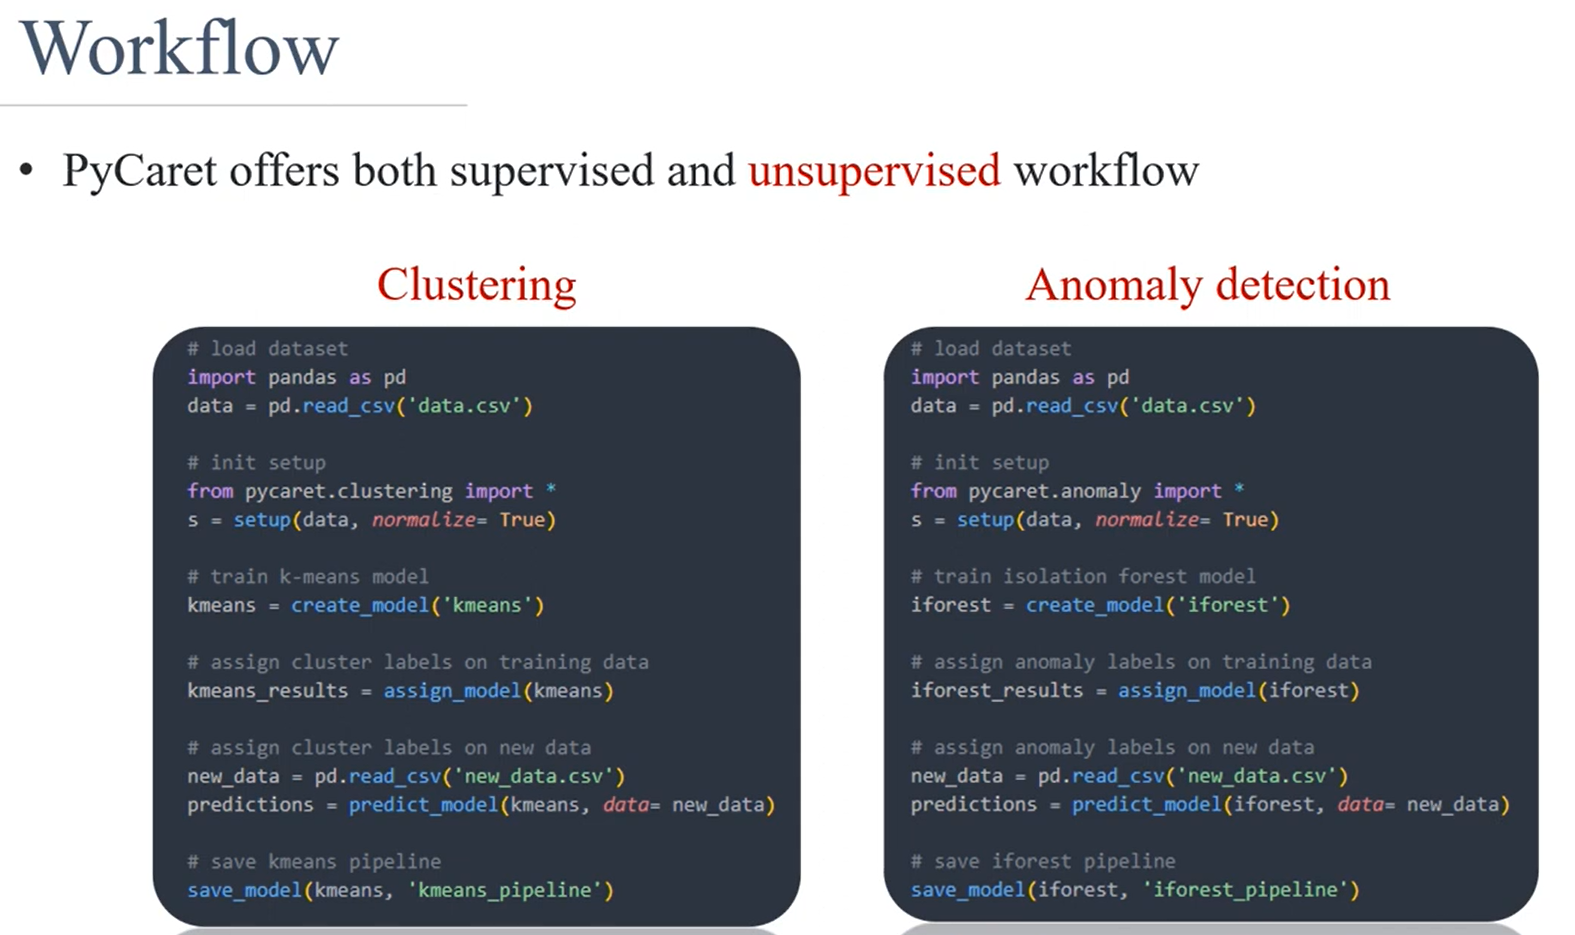 Workflow
• PyCaret offers both supervised and unsupervised workflow
Clustering
# load dataset
import pandas as pd
data = pd.read_csv('data.csv')
# init setup
from pycaret.clustering import *
s = setup(data, normalize= True)
# train k-means model
kmeans = create_model('kmeans')
# assign cluster labels on training data
kmeans_results = assign_model(kmeans)
# assign cluster labels on new data
new_data = pd.read_csv('new_data.csv')
predictions = predict_model(kmeans, data= new_data)
# save kmeans pipeline
save_model(kmeans, 'kmeans_pipeline')
Anomaly detection
# load dataset
import pandas as pd
data = pd.read_csv('data.csv')
# init setup
from pycaret.anomaly import *
s = setup(data, normalize= True)
# train isolation forest model
iforest = create_model('iforest')
# assign anomaly labels on training data
iforest_results = assign_model(iforest)
# assign anomaly labels on new data
new_data = pd.read_csv('new_data.csv')
predictions = predict_model(iforest, data= new_data)
# save iforest pipeline
save_model(iforest, 'iforest_pipeline')